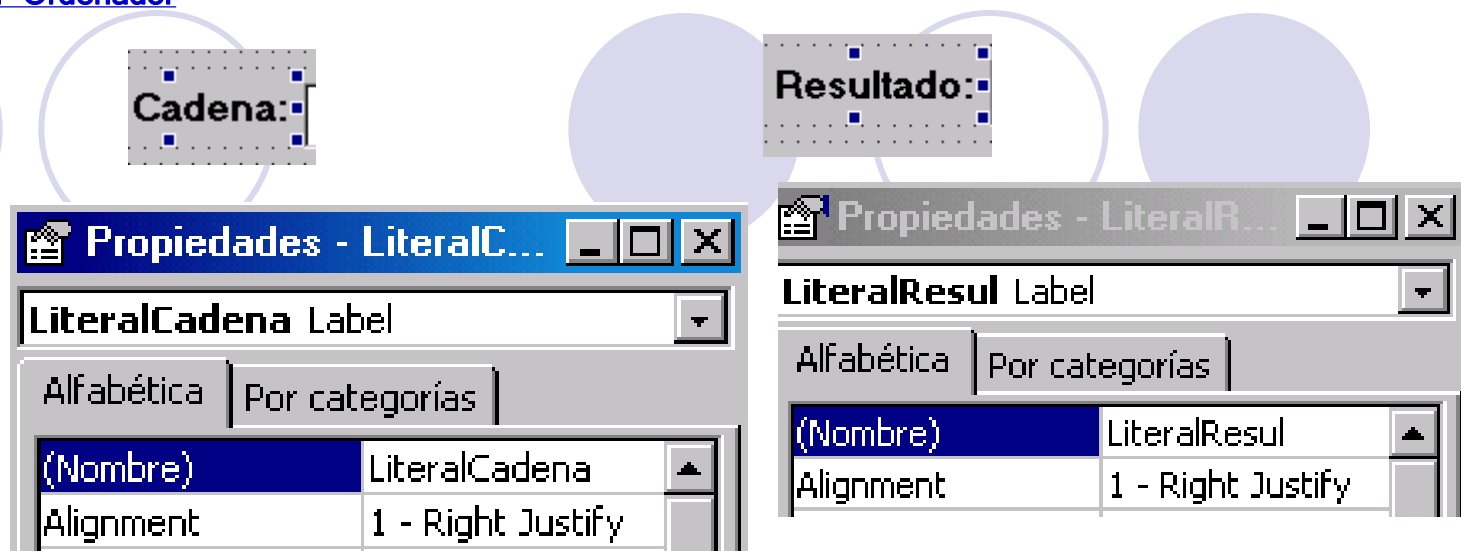 Ordenador
Cadena:
Resultado:
Propiedades - LiteralC...
LiteralCadena Label
Alfabética
Por categorías
(Nombre)
LiteralCadena
Alignment
1 - Right Justify
Propiedades - LiteralR...
LiteralResul Label
Alfabética
Por categorías
(Nombre)
LiteralResul
Alignment
1 - Right Justify